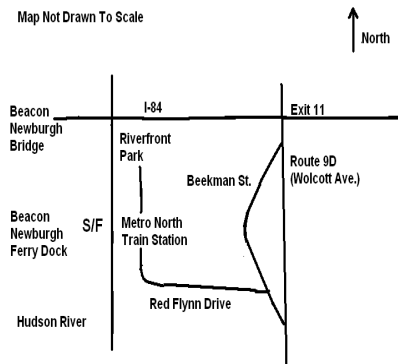 Map Not Drawn To Scale
North
I-84
Exit 11
Beacon
Newburgh
Bridge
Riverfront
Park
Route 9D
(Wolcott Ave.)
Beekman St.
Beacon
Newburgh
Ferry Dock
S/F
Metro North
Train Station
Red Flynn Drive
Hudson River